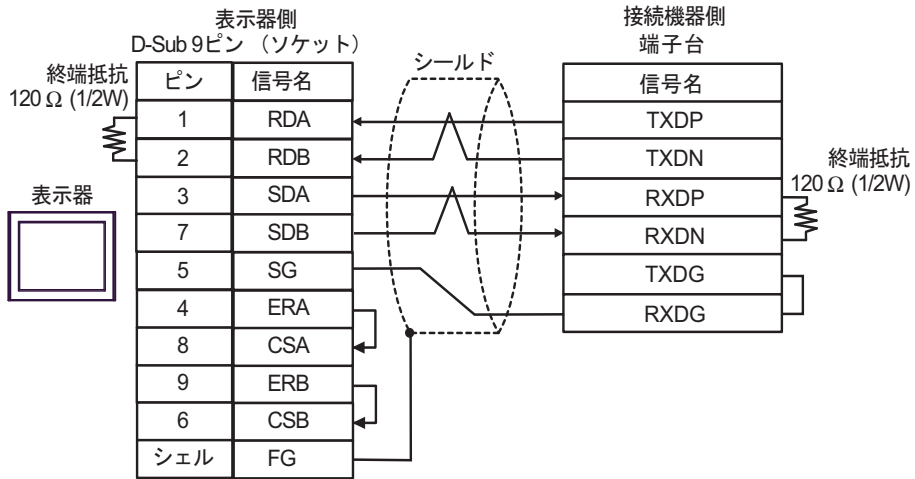 表示器側
D-Sub 9ピン （ソケット）
接続機器側
端子台
シールド
終端抵抗
120 Ω (1/2W)
ピン 信号名
1 RDA
2 RDB
3 SDA
7 SDB
5 SG
4 ERA
8 CSA
9 ERB
6 CSB
シェル FG
表示器
信号名
TXDP
TXDN
RXDP
RXDN
TXDG
RXDG
終端抵抗
120 Ω (1/2W)